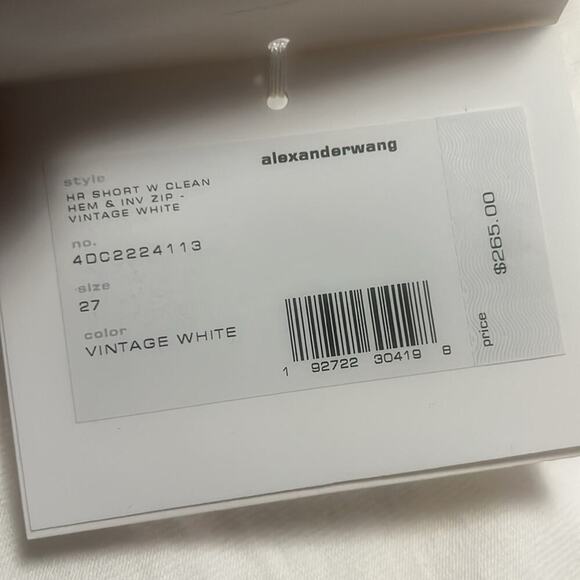 alexanderwang
style
HR SHORT W CLEAN
HEM & INV ZIP -
VINTAGE WHITE
no.
4DC2224113
size
27
color
VINTAGE WHITE
1 92722 30419 8
price $265.00